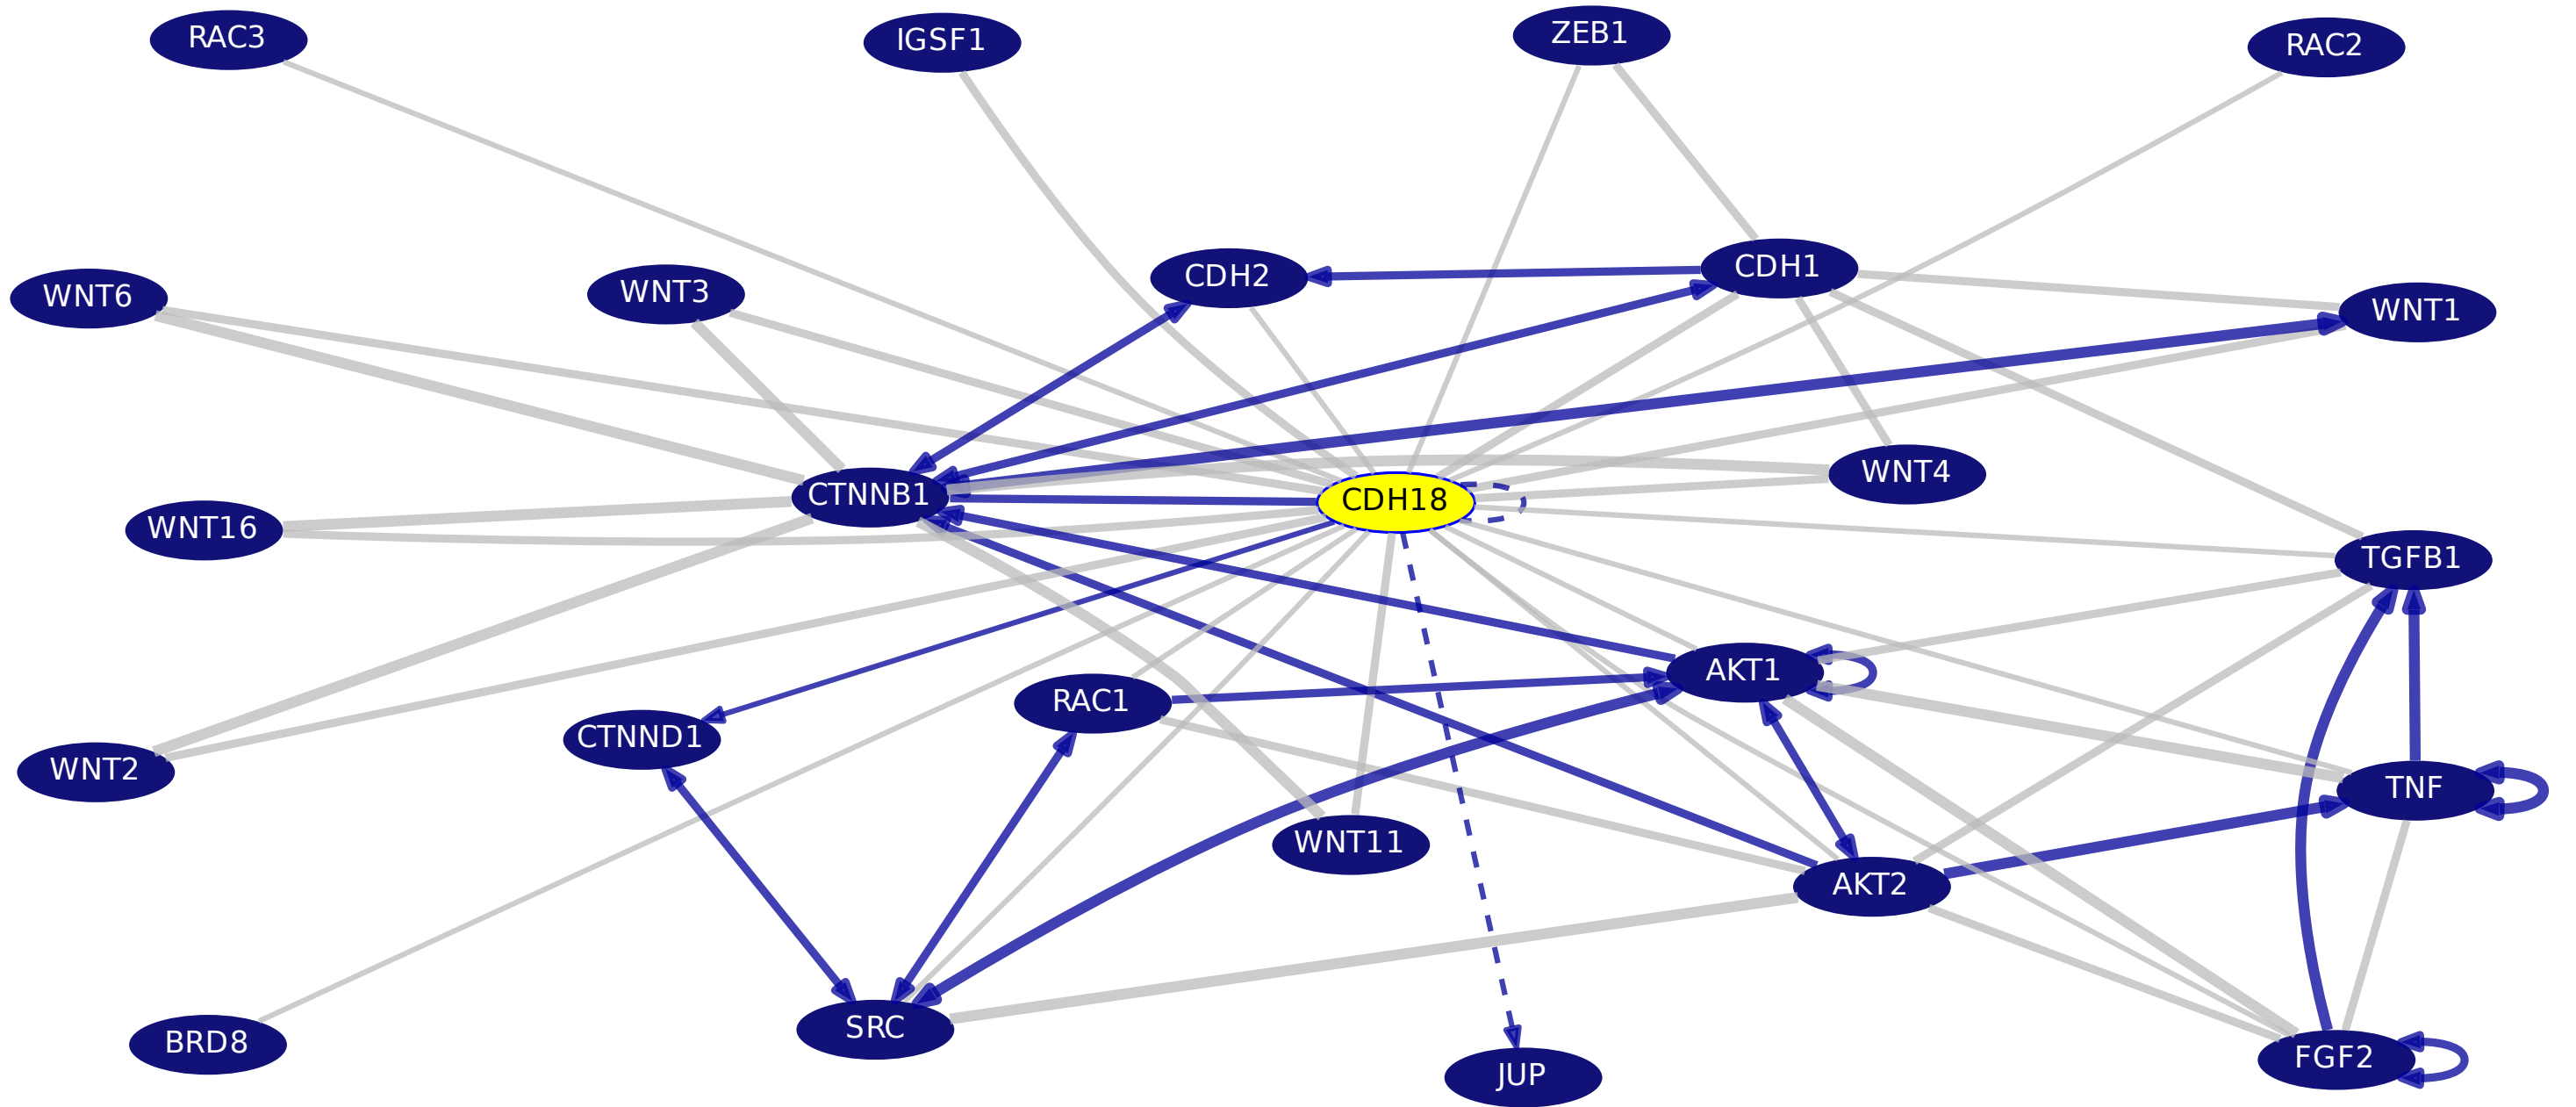 RAC3
IGSF1
ZEB1
RAC2
WNT6
WNT3
CDH2
CDH1
WNT1
CTNNB1
CDH18
WNT4
WNT16
TGFB1
CTNND1
RAC1
AKT1
WNT2
WNT11
TNF
AKT2
BRD8
SRC
JUP
FGF2